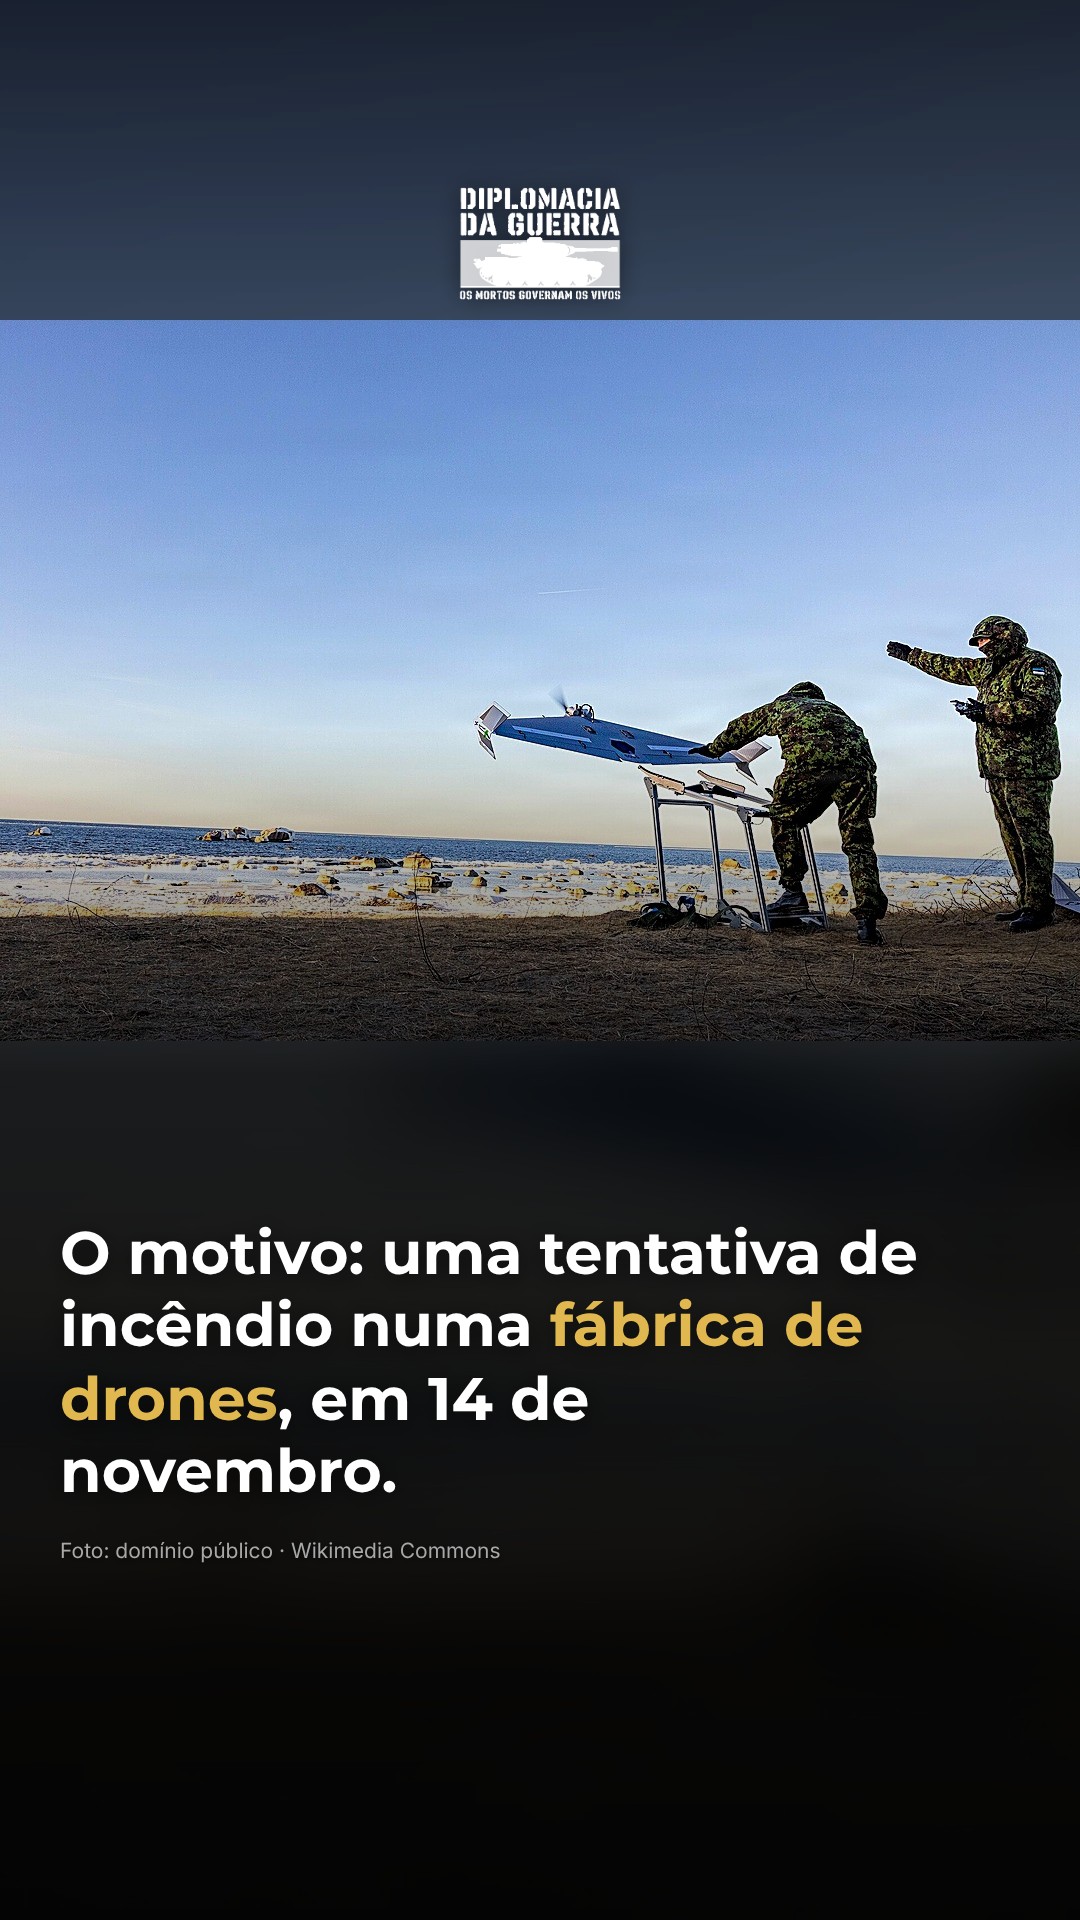 DIPLOMACIA
DA GUERRA
OS MORTOS GOVERNAM OS VIVOS
O motivo: uma tentativa de
incêndio numa fábrica de
drones, em 14 de
novembro.
Foto: domínio público · Wikimedia Commons